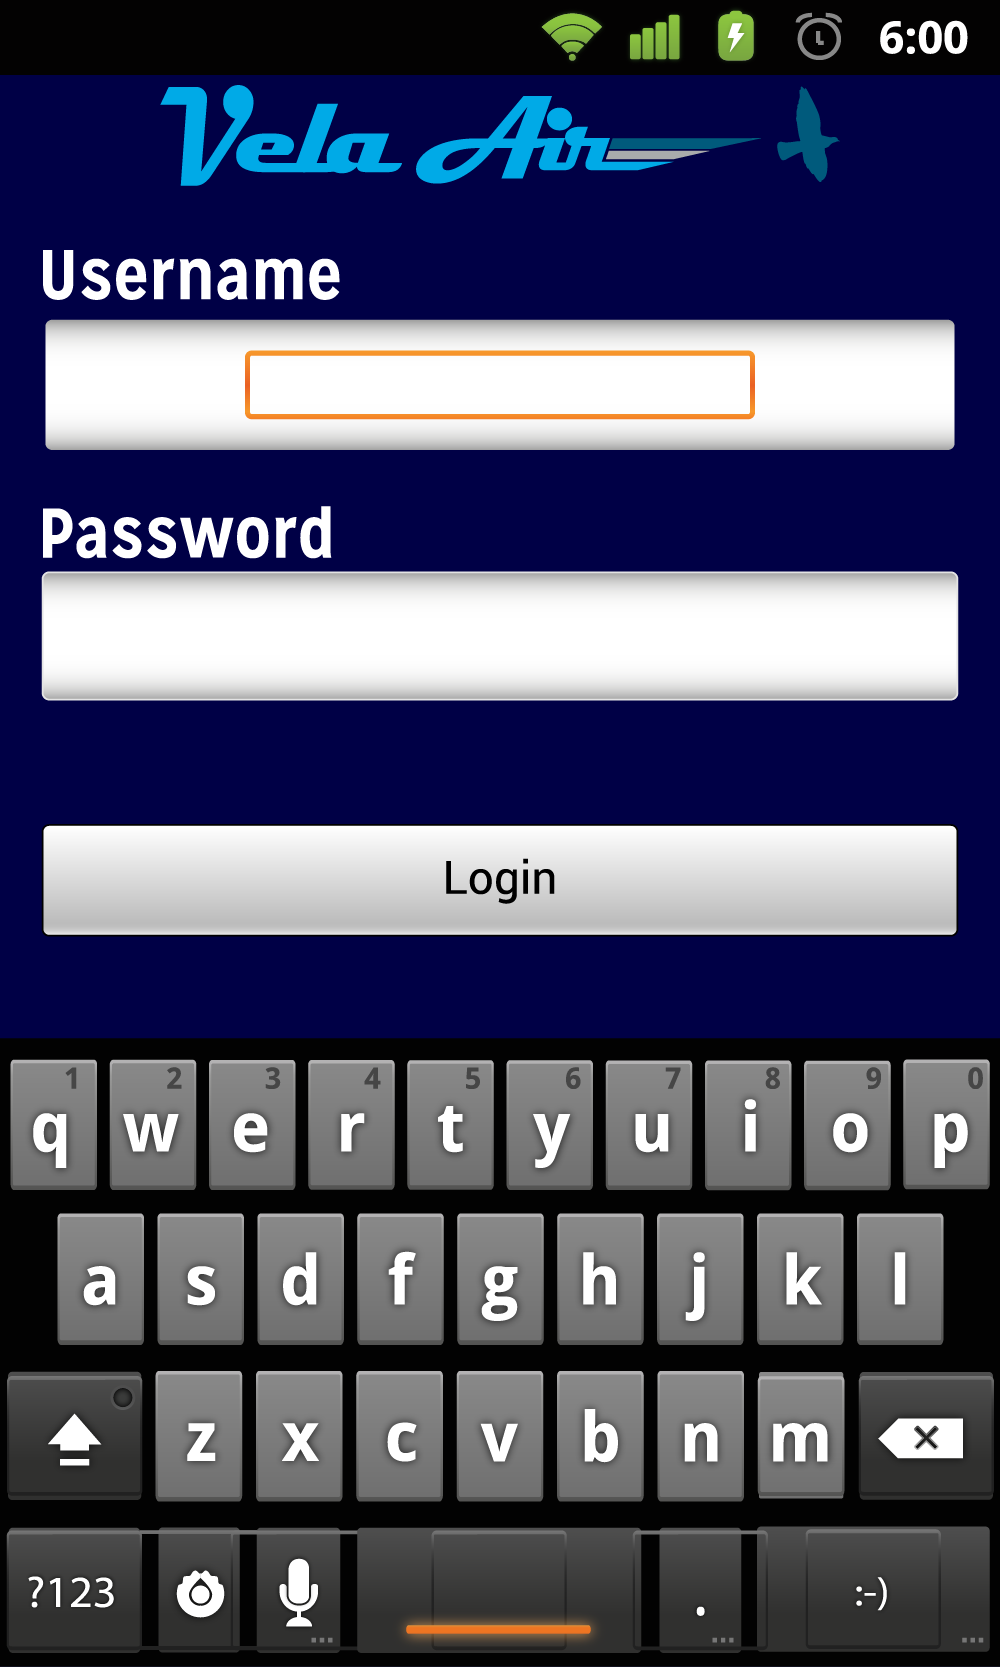 6:00
Vela Air
Username
Password
Login
1 2 3 4 5 6 7 8 9 0
q w e r t y u i o p
a s d f g h j k l
z x c v b n m
?123 ... . ... :-) ...